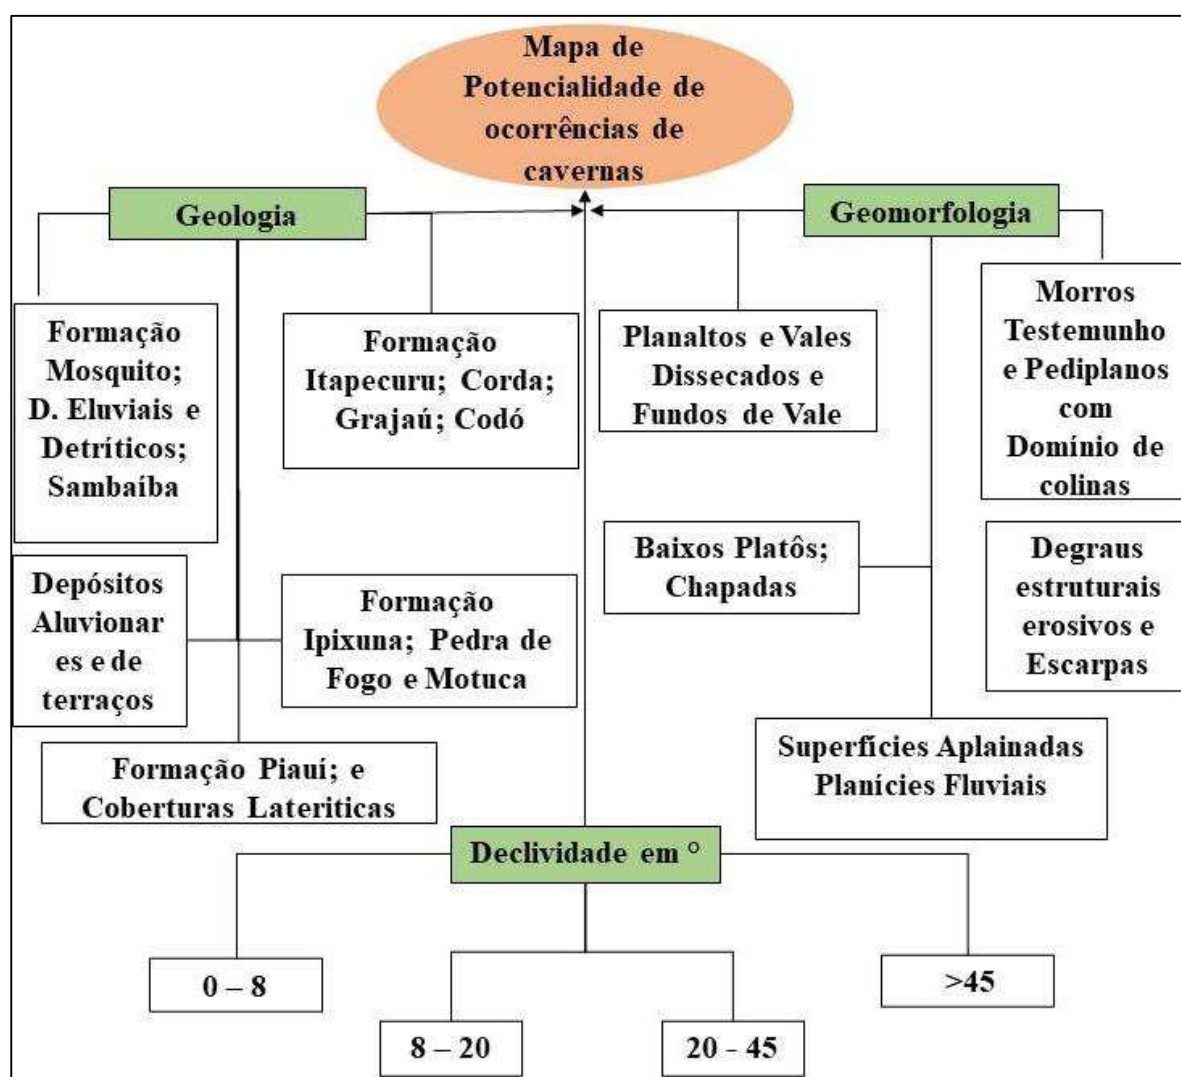 Mapa de
Potencialidade de
ocorrências de
cavernas
Geologia
Geomorfologia
Formação
Mosquito;
D. Eluviais e
Detríticos;
Sambaíba
Formação
Itapecuru; Corda;
Grajaú; Codó
Planaltos e Vales
Dissecados e
Fundos de Vale
Morros
Testemunho
e Pediplanos
com
Domínio de
colinas
Depósitos
Aluvionar
es e de
terraços
Formação
Ipixuna; Pedra de
Fogo e Motuca
Baixos Platôs;
Chapadas
Degraus
estruturais
erosivos e
Escarpas
Formação Piauí; e
Coberturas Lateriticas
Superfícies Aplainadas
Planícies Fluviais
Declividade em °
0 – 8
8 – 20
20 - 45
>45